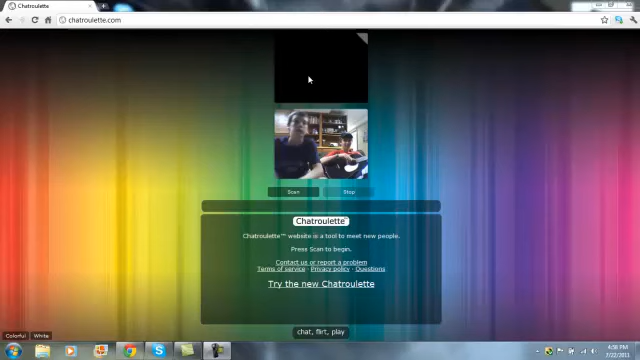 Chatroulette
chatroulette.com
Scan
Stop
Chatroulette™
Chatroulette™ website is a tool to meet new people.
Press Scan to begin.
Contact us or report a problem
Terms of service · Privacy policy · Questions
Try the new Chatroulette
chat, flirt, play
Colorful
White
4:56 PM
7/22/2011